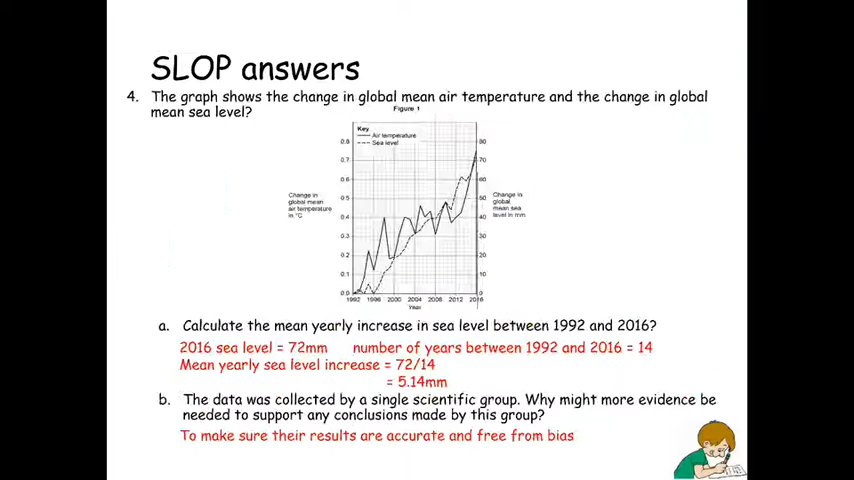 SLOP answers
4. The graph shows the change in global mean air temperature and the change in global
mean sea level?
Figure 1
Key
Air temperature
Sea level
0.8
0.7
0.6
0.5
0.4
0.3
0.2
0.1
0.0
80
70
60
50
40
30
20
10
0
Change in
global mean
air temperature
in °C
Change in
global
mean sea
level in mm
1992 1996 2000 2004 2008 2012 2016
Year
a. Calculate the mean yearly increase in sea level between 1992 and 2016?
2016 sea level = 72mm number of years between 1992 and 2016 = 14
Mean yearly sea level increase = 72/14
= 5.14mm
b. The data was collected by a single scientific group. Why might more evidence be
needed to support any conclusions made by this group?
To make sure their results are accurate and free from bias